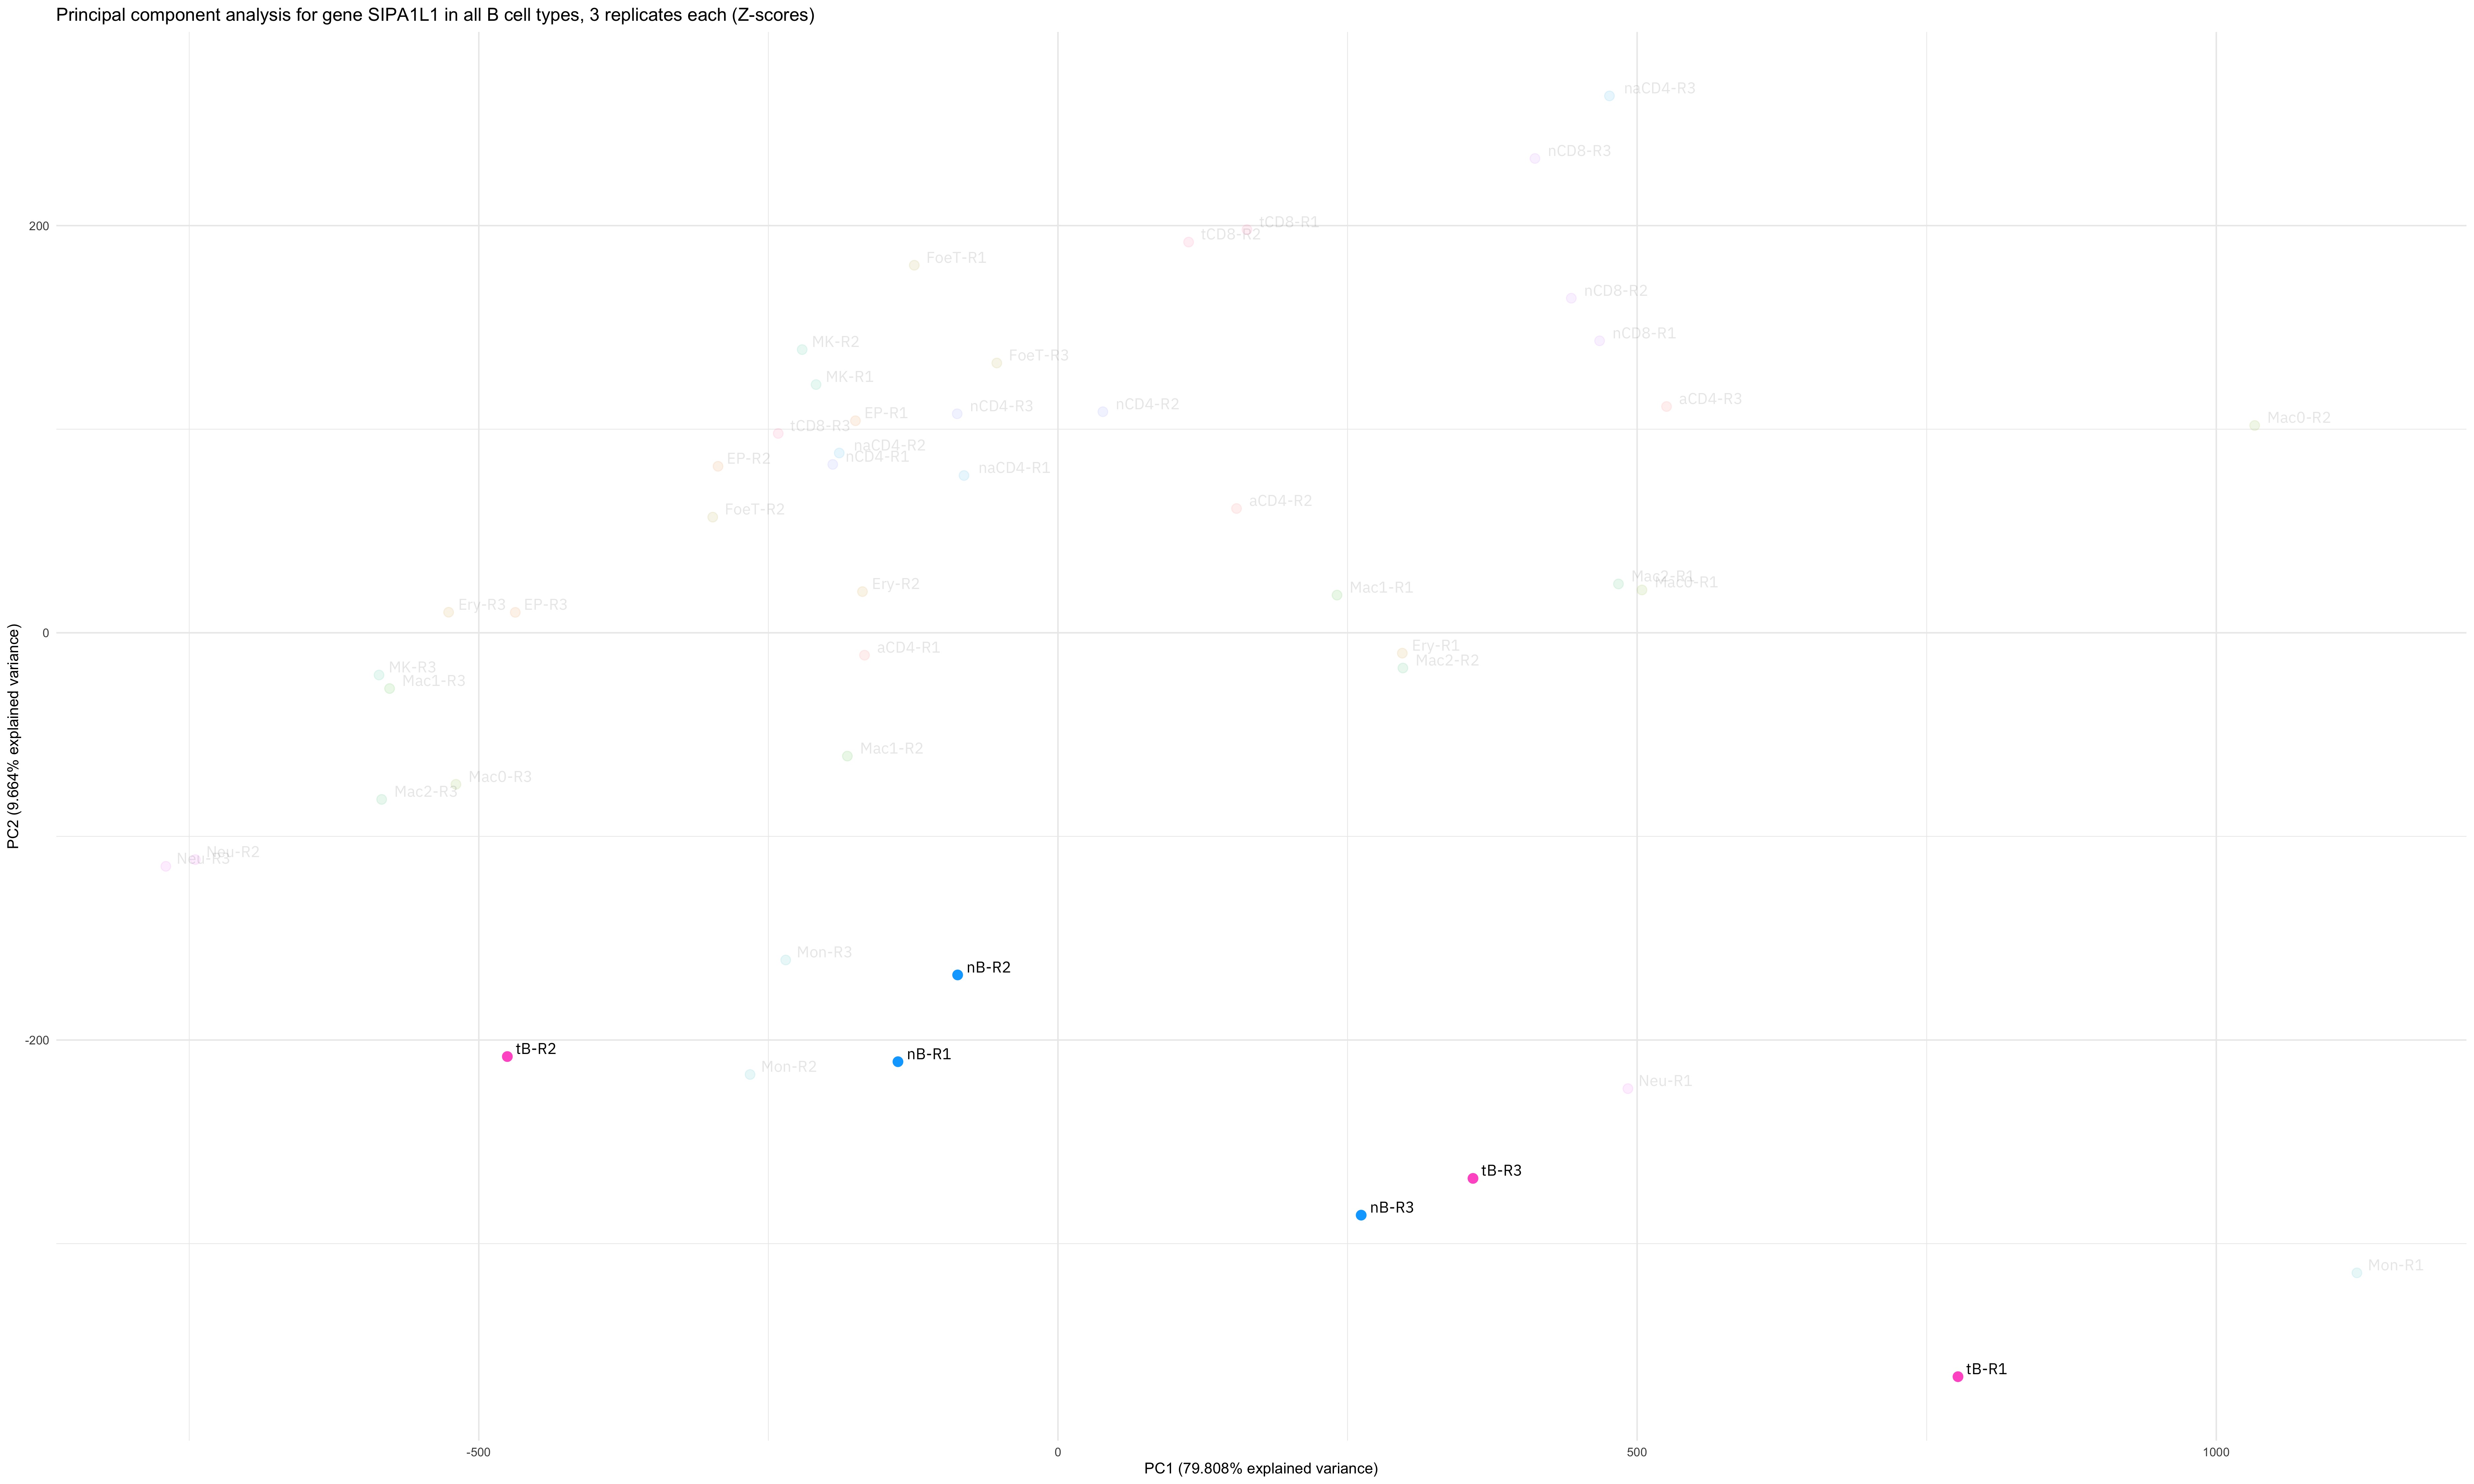 Principal component analysis for gene SIPA1L1 in all B cell types, 3 replicates each (Z-scores)
naCD4-R3
nCD8-R3
tCD8-R1
200
tCD8-R2
FoeT-R1
nCD8-R2
nCD8-R1
MK-R2
FoeT-R3
MK-R1
aCD4-R3
nCD4-R2
nCD4-R3
EP-R1
Mac0-R2
tCD8-R3
naCD4-R2
nCD4-R1
EP-R2
naCD4-R1
aCD4-R2
FoeT-R2
Mac2-R1
Mac0-R1
Ery-R2
Mac1-R1
Ery-R3
EP-R3
0
Ery-R1
aCD4-R1
Mac2-R2
MK-R3
Mac1-R3
PC2 (9.664% explained variance)
Mac1-R2
Mac0-R3
Mac2-R3
Neu-R2
Neu-R3
Mon-R3
nB-R2
-200
tB-R2
nB-R1
Mon-R2
Neu-R1
tB-R3
nB-R3
Mon-R1
tB-R1
-500
0
500
1000
PC1 (79.808% explained variance)